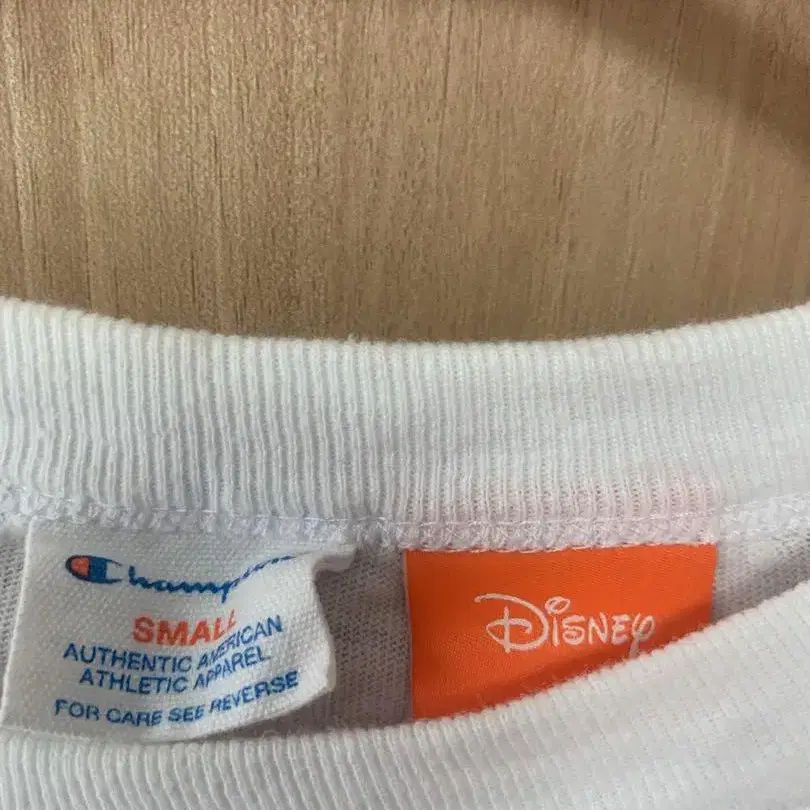 Champion
SMALL
AUTHENTIC AMERICAN
ATHLETIC APPAREL
FOR CARE SEE REVERSE
DISNEY